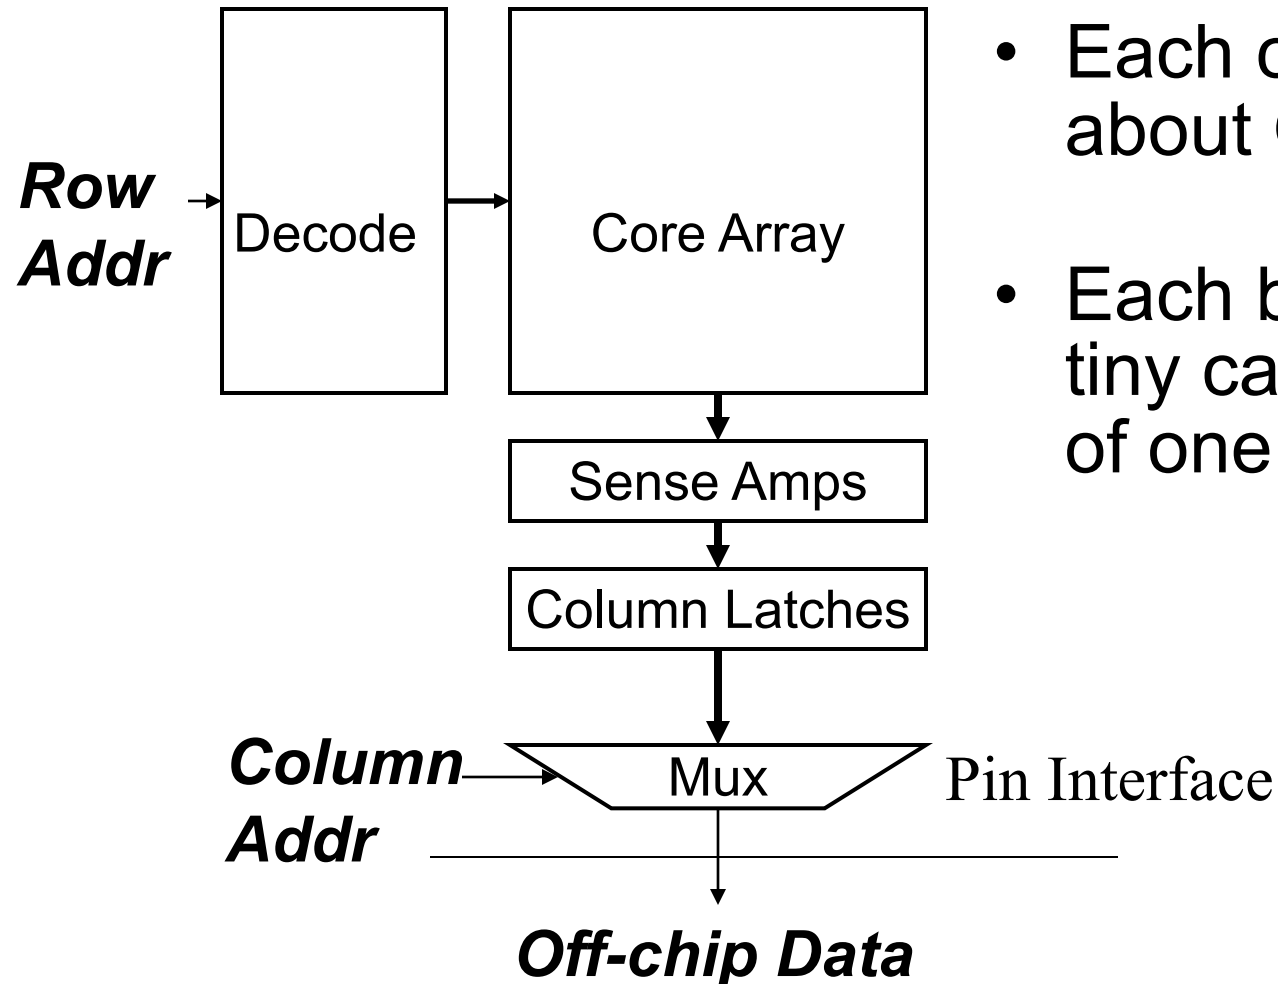 Row
Addr
Decode
Core Array
Sense Amps
Column Latches
Column
Addr
Mux
Pin Interface
Off-chip Data
• Each
about
• Each
tiny
of one